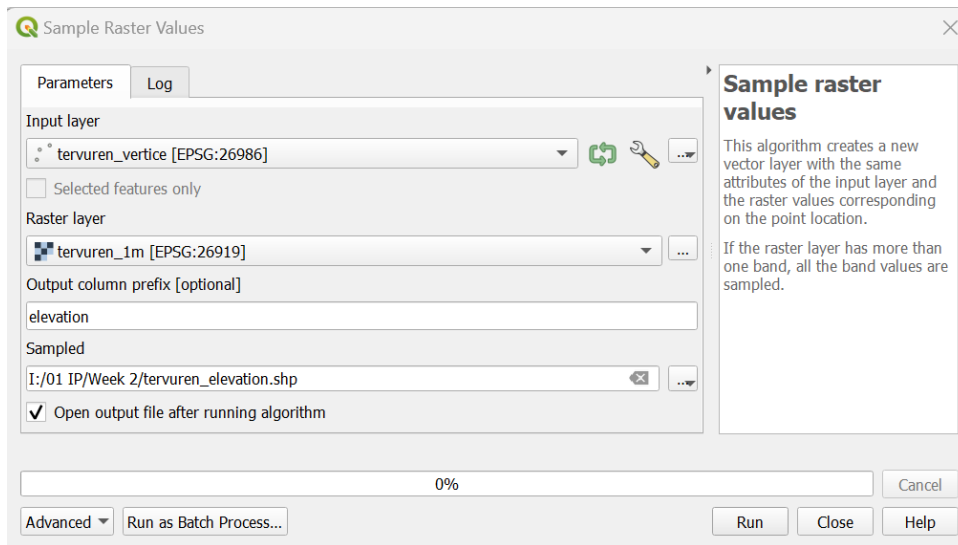 Sample Raster Values
Parameters
Log
Input layer
tervuren_vertice [EPSG:26986]
...
Selected features only
Raster layer
tervuren_1m [EPSG:26919]
...
Output column prefix [optional]
elevation
Sampled
I:/01 IP/Week 2/tervuren_elevation.shp
...
Open output file after running algorithm
Sample raster
values
This algorithm creates a new
vector layer with the same
attributes of the input layer and
the raster values corresponding
on the point location.
If the raster layer has more than
one band, all the band values are
sampled.
0%
Cancel
Advanced
Run as Batch Process...
Run
Close
Help